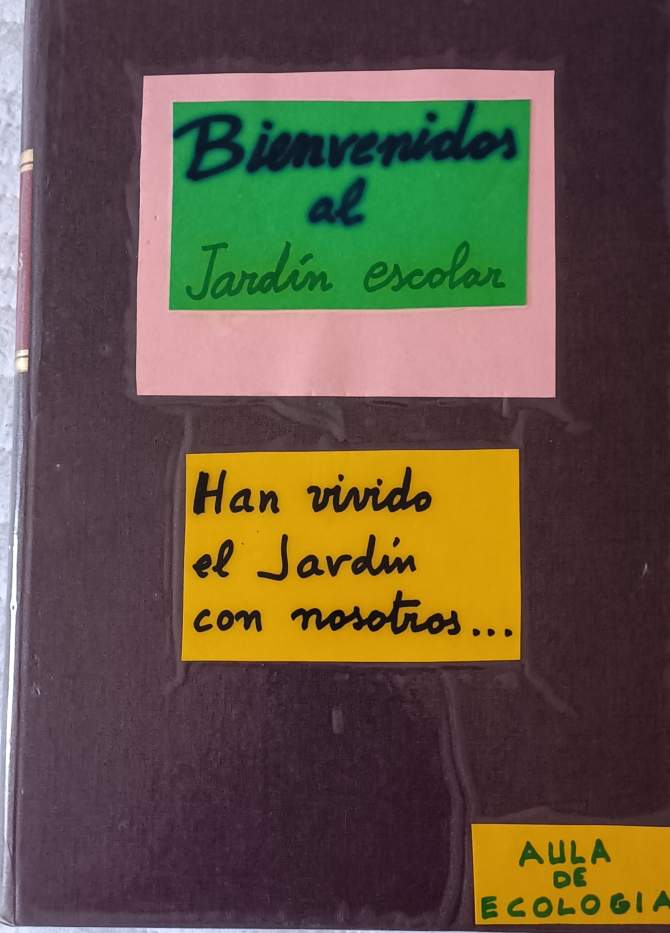 Bienvenidos
al
Jardín escolar
Han vivido
el Jardín
con nosotros...
AULA
DE
ECOLOGIA